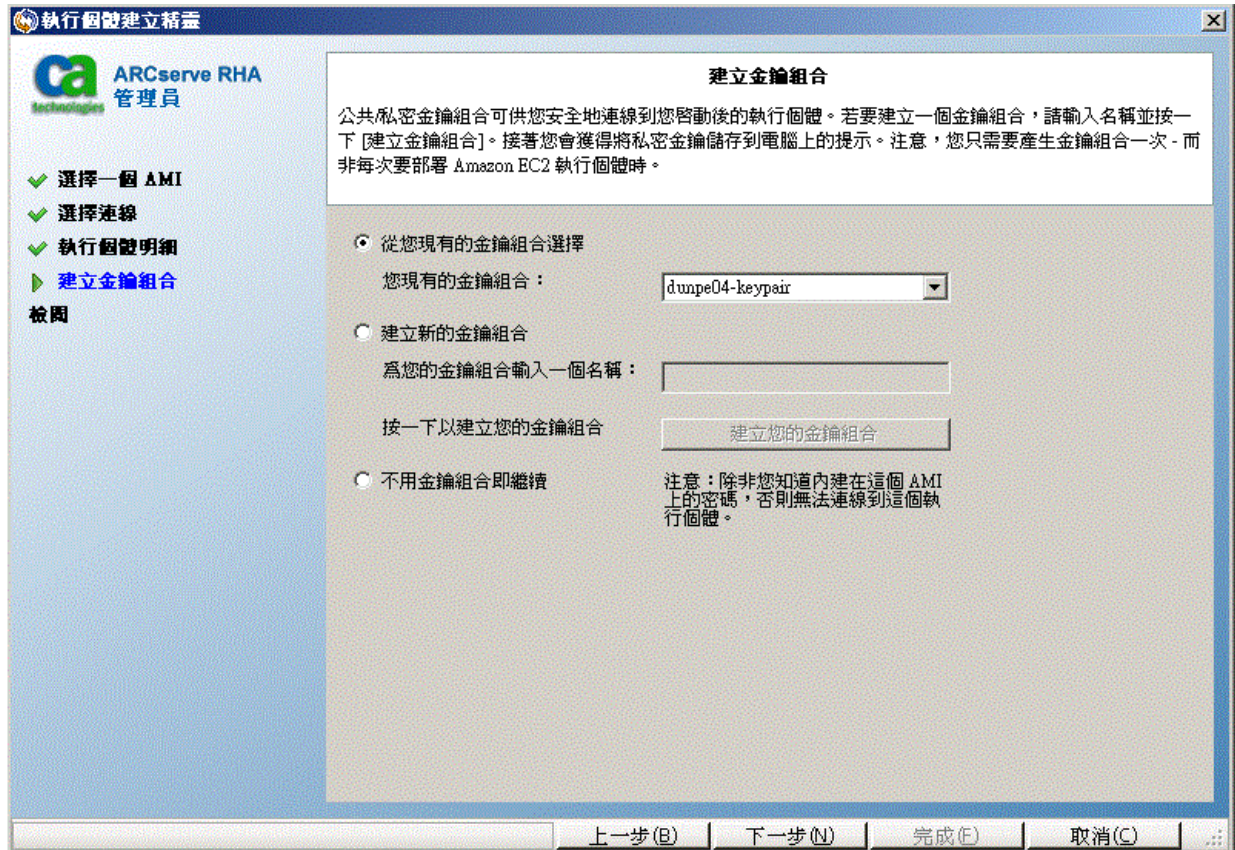 執行個體建立精靈
ca
technologies
ARCserve RHA
管理員
選擇一個 AMI
選擇連線
執行個體明細
建立金鑰組合
檢閱
建立金鑰組合
公共/私密金鑰組合可供您安全地連線到您啟動後的執行個體。若要建立一個金鑰組合，請輸入名稱並按一
下 [建立金鑰組合]。接著您會獲得將私密金鑰儲存到電腦上的提示。注意，您只需要產生金鑰組合一次 - 而
非每次要部署 Amazon EC2 執行個體時。
從您現有的金鑰組合選擇
您現有的金鑰組合：
dunpe04-keypair
建立新的金鑰組合
為您的金鑰組合輸入一個名稱：
按一下以建立您的金鑰組合
建立您的金鑰組合
不用金鑰組合即繼續
注意：除非您知道內建在這個 AMI
上的密碼，否則無法連線到這個執
行個體。
上一步(B)
下一步(N)
完成(F)
取消(C)